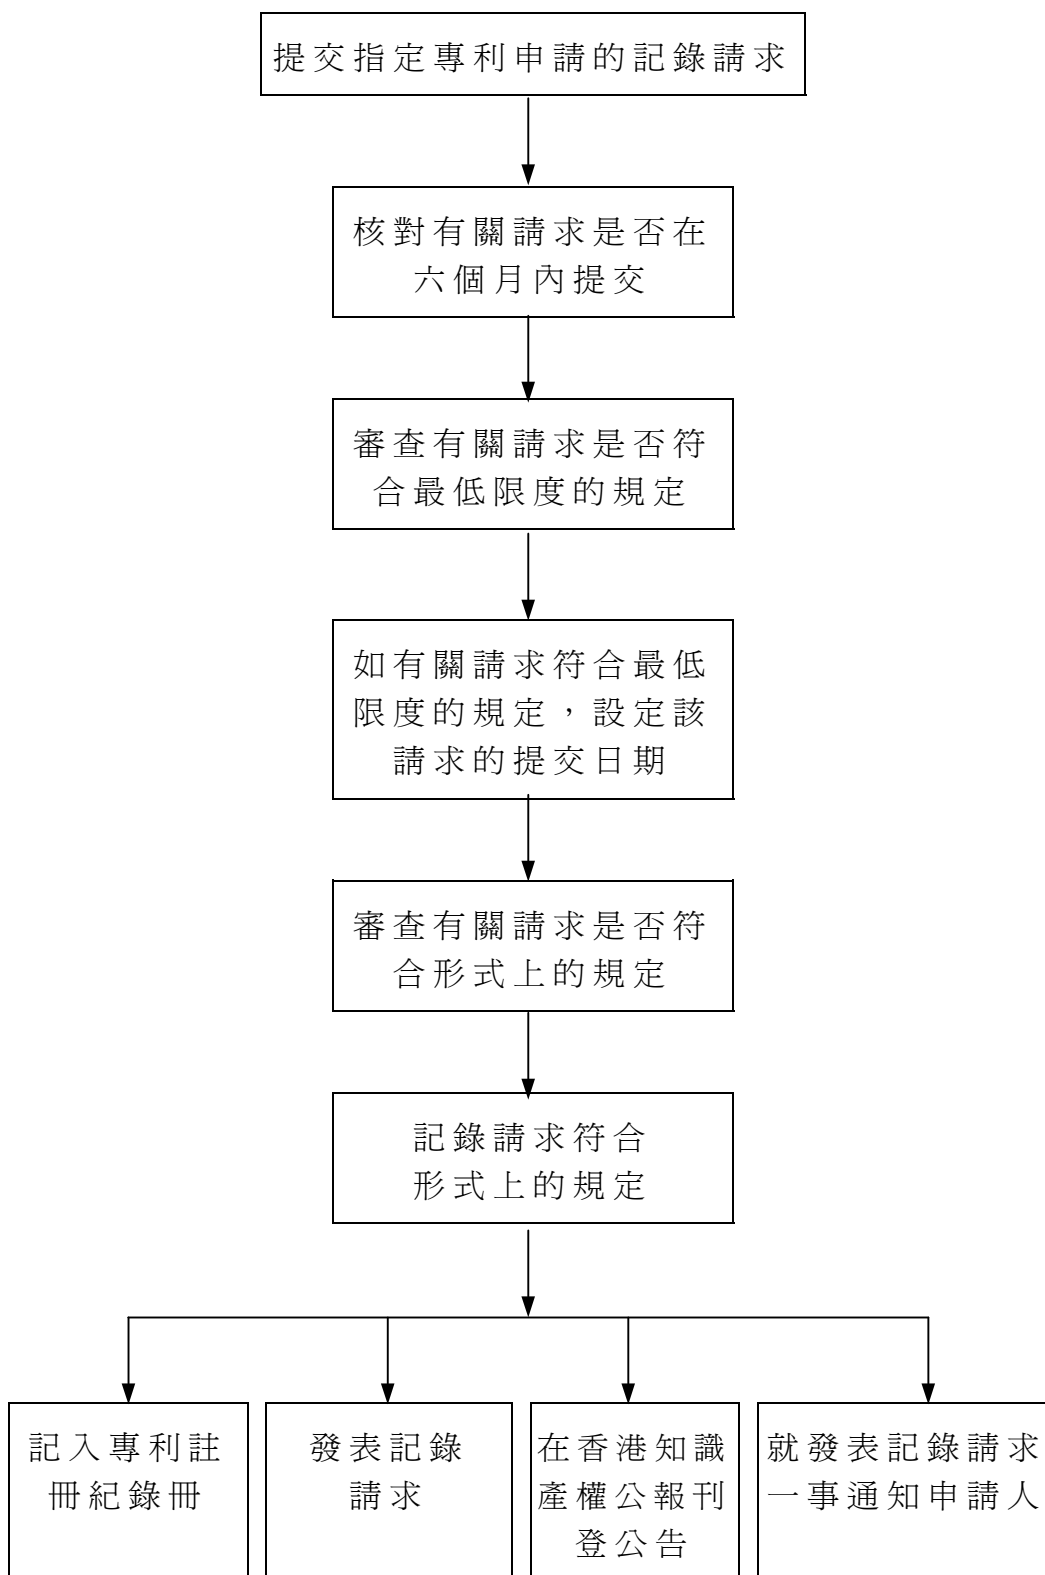 提交指定專利申請的記錄請求
核對有關請求是否在
六個月內提交
審查有關請求是否符
合最低限度的規定
如有關請求符合最低
限度的規定，設定該
請求的提交日期
審查有關請求是否符
合形式上的規定
記錄請求符合
形式上的規定
記入專利註
冊紀錄冊
發表記錄
請求
在香港知識
產權公報刊
登公告
就發表記錄請求
一事通知申請人